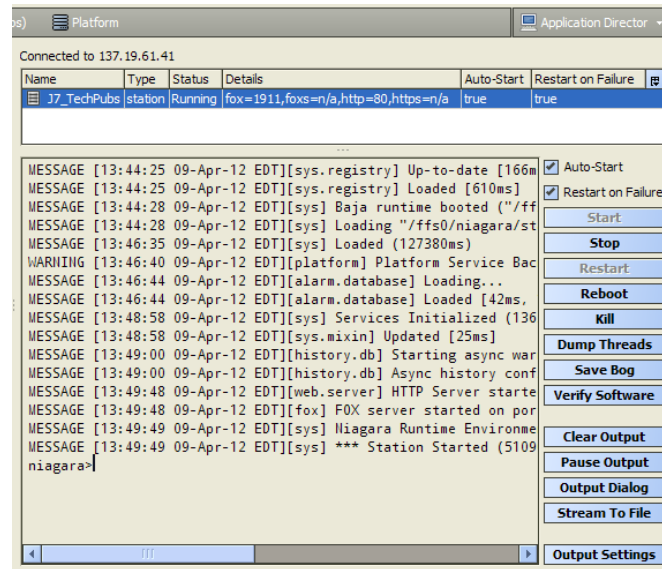 os)
Platform
Application Director
Connected to 137.19.61.41
Name Type Status Details Auto-Start Restart on Failure
J7_TechPubs station Running fox=1911,foxs=n/a,http=80,https=n/a true true
MESSAGE [13:44:25 09-Apr-12 EDT][sys.registry] Up-to-date [166m
MESSAGE [13:44:25 09-Apr-12 EDT][sys.registry] Loaded [610ms]
MESSAGE [13:44:28 09-Apr-12 EDT][sys] Baja runtime booted ("/ff
MESSAGE [13:44:28 09-Apr-12 EDT][sys] Loading "/ffs0/niagara/st
MESSAGE [13:46:35 09-Apr-12 EDT][sys] Loaded (127380ms)
WARNING [13:46:40 09-Apr-12 EDT][platform] Platform Service Bac
MESSAGE [13:46:44 09-Apr-12 EDT][alarm.database] Loading...
MESSAGE [13:46:44 09-Apr-12 EDT][alarm.database] Loaded [42ms,
MESSAGE [13:48:58 09-Apr-12 EDT][sys] Services Initialized (136
MESSAGE [13:48:58 09-Apr-12 EDT][sys.mixin] Updated [25ms]
MESSAGE [13:49:00 09-Apr-12 EDT][history.db] Starting async war
MESSAGE [13:49:00 09-Apr-12 EDT][history.db] Async history conf
MESSAGE [13:49:48 09-Apr-12 EDT][web.server] HTTP Server starte
MESSAGE [13:49:48 09-Apr-12 EDT][fox] FOX server started on por
MESSAGE [13:49:49 09-Apr-12 EDT][sys] Niagara Runtime Environme
MESSAGE [13:49:49 09-Apr-12 EDT][sys] *** Station Started (5109
niagara>
Auto-Start
Restart on Failure
Start
Stop
Restart
Reboot
Kill
Dump Threads
Save Bog
Verify Software
Clear Output
Pause Output
Output Dialog
Stream To File
Output Settings